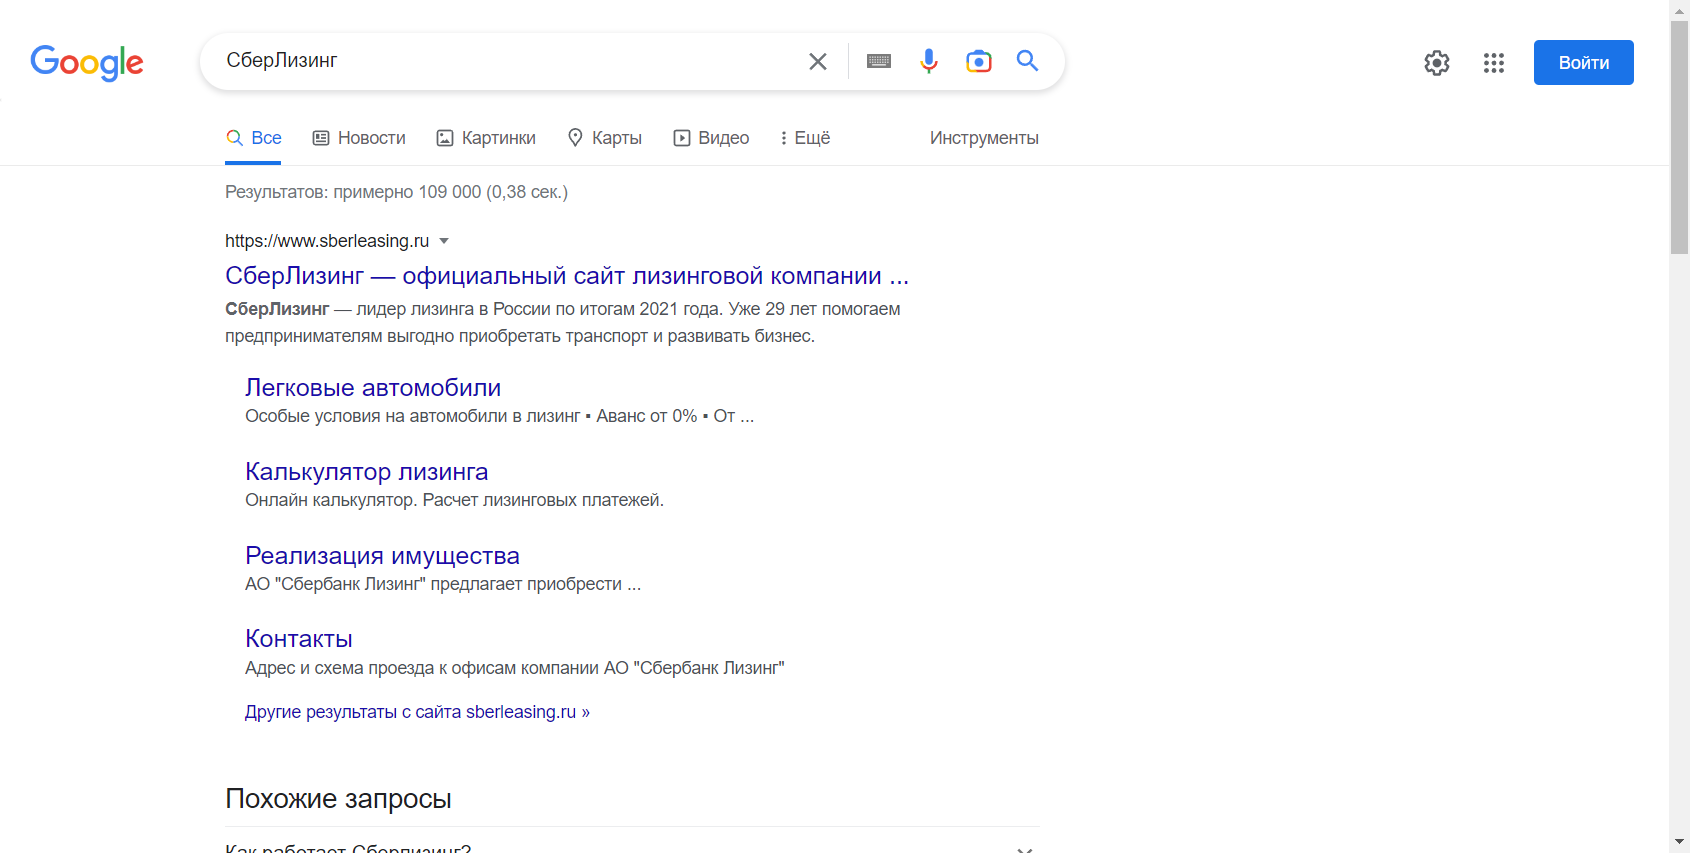 Google
СберЛизинг
Войти
Все
Новости
Картинки
Карты
Видео
Ещё
Инструменты
Результатов: примерно 109 000 (0,38 сек.)
https://www.sberleasing.ru
СберЛизинг — официальный сайт лизинговой компании ...
СберЛизинг — лидер лизинга в России по итогам 2021 года. Уже 29 лет помогаем
предпринимателям выгодно приобретать транспорт и развивать бизнес.
Легковые автомобили
Особые условия на автомобили в лизинг ▪ Аванс от 0% ▪ От ...
Калькулятор лизинга
Онлайн калькулятор. Расчет лизинговых платежей.
Реализация имущества
АО "Сбербанк Лизинг" предлагает приобрести ...
Контакты
Адрес и схема проезда к офисам компании АО "Сбербанк Лизинг"
Другие результаты с сайта sberleasing.ru »
Похожие запросы
Как работает Сберлизинг?